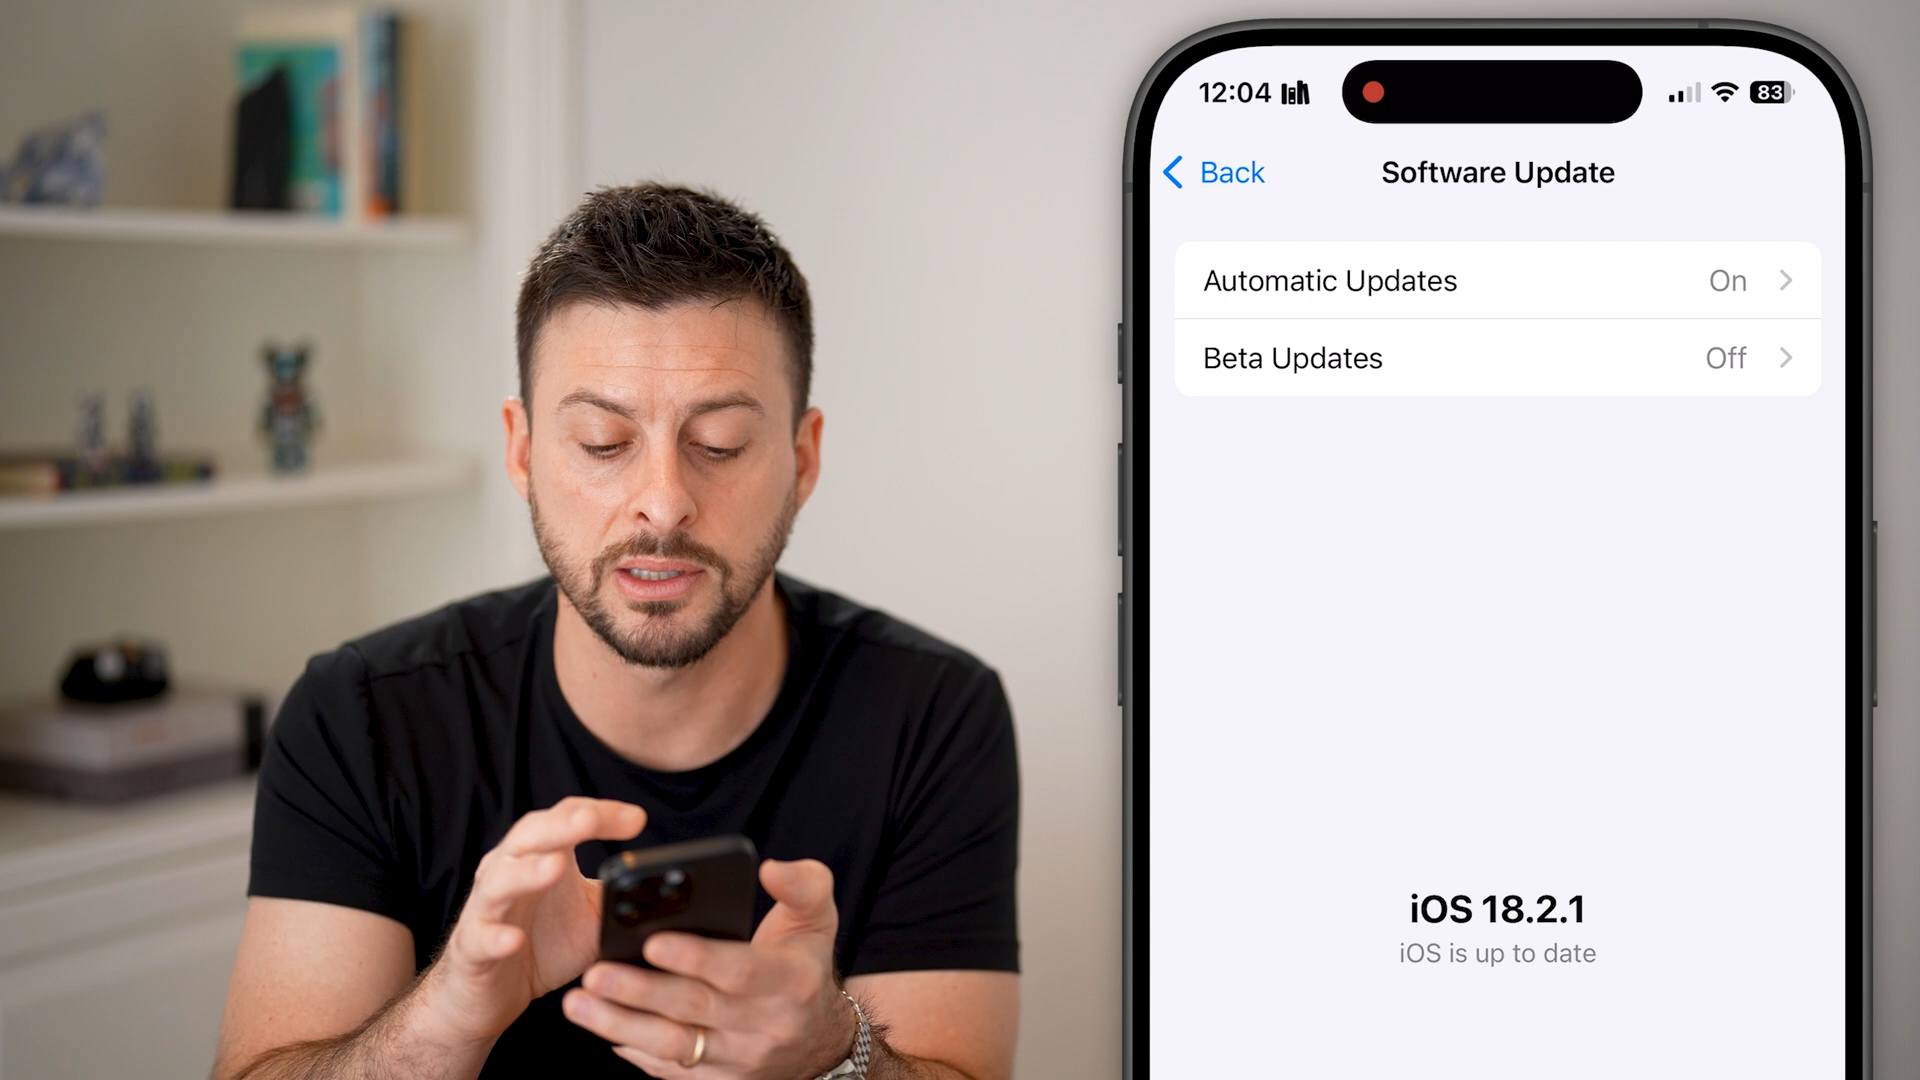 12:04
83
Back
Software Update
Automatic Updates On
Beta Updates Off
iOS 18.2.1
iOS is up to date